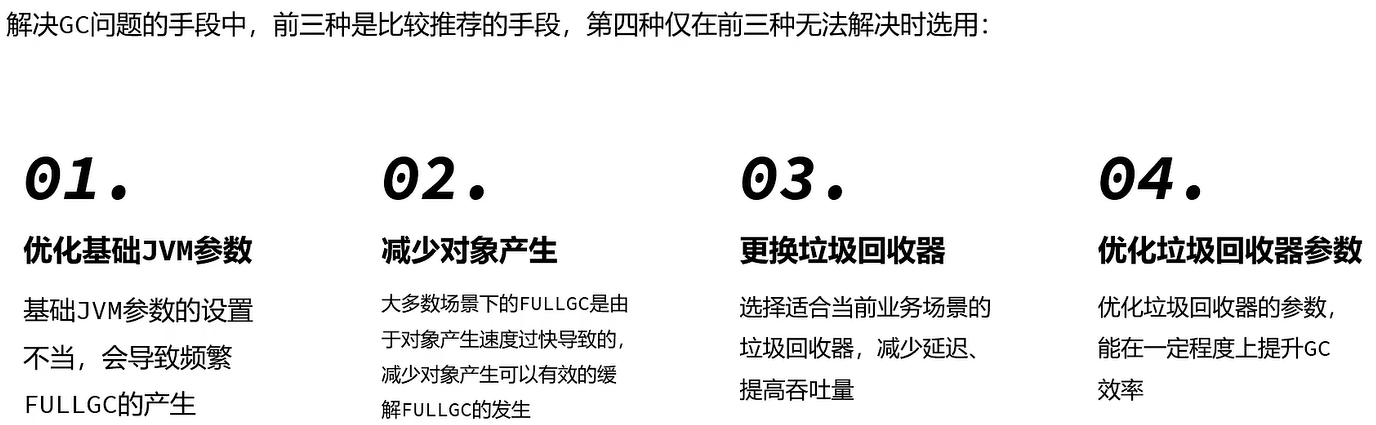 解决GC问题的手段中，前三种是比较推荐的手段，第四种仅在前三种无法解决时选用：
01.
优化基础JVM参数
基础JVM参数的设置
不当，会导致频繁
FULLGC的产生
02.
减少对象产生
大多数场景下的FULLGC是由
于对象产生速度过快导致的，
减少对象产生可以有效的缓
解FULLGC的发生
03.
更换垃圾回收器
选择适合当前业务场景的
垃圾回收器，减少延迟、
提高吞吐量
04.
优化垃圾回收器参数
优化垃圾回收器的参数，
能在一定程度上提升GC
效率